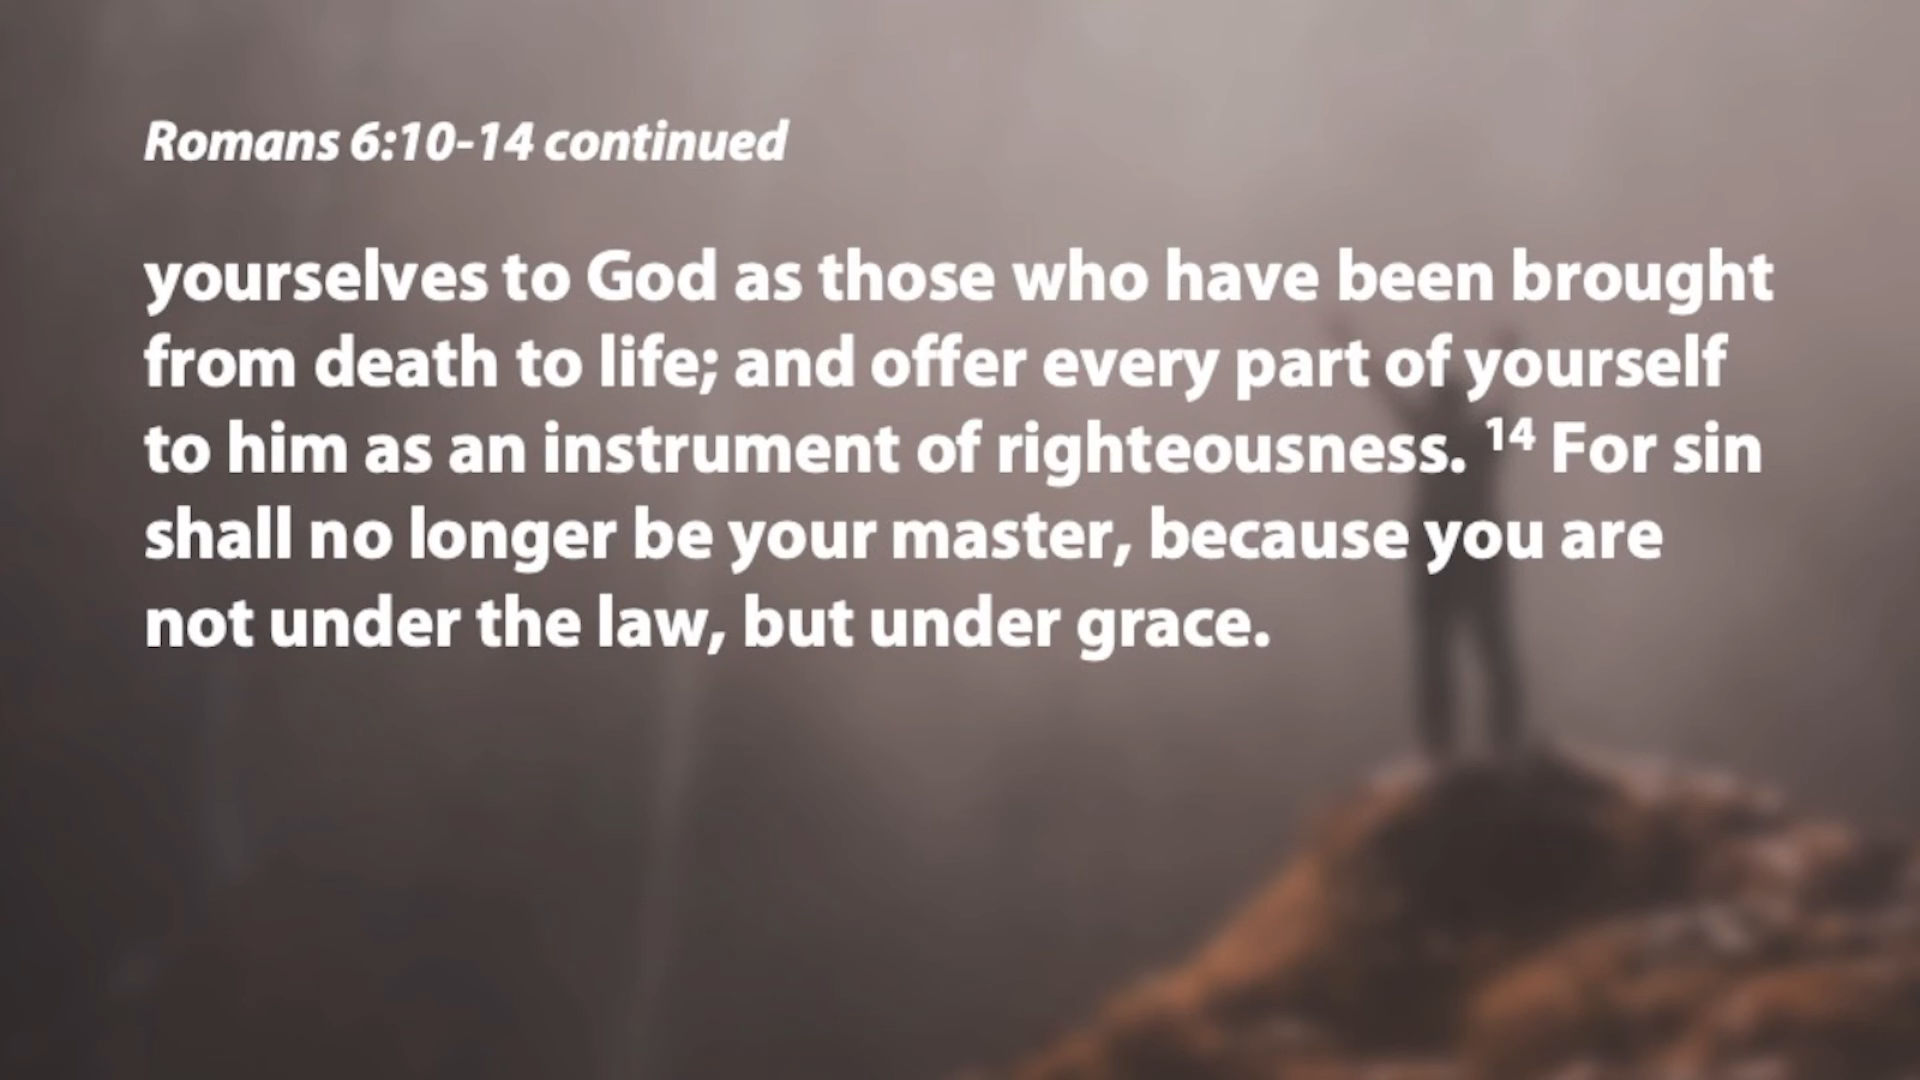 Romans 6:10-14 continued
yourselves to God as those who have been brought
from death to life; and offer every part of yourself
to him as an instrument of righteousness. 14 For sin
shall no longer be your master, because you are
not under the law, but under grace.